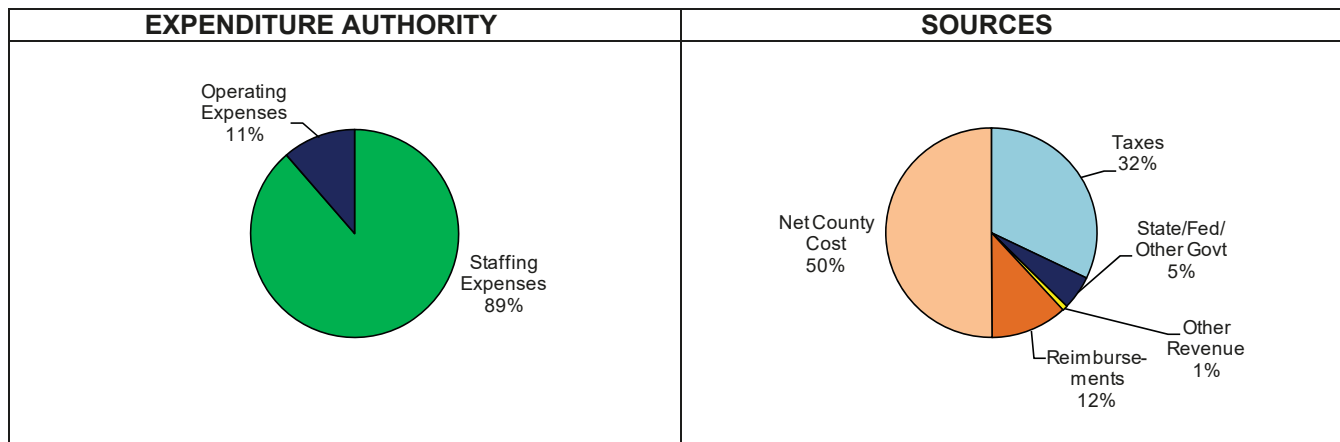 EXPENDITURE AUTHORITY
Operating
Expenses
11%
Staffing
Expenses
89%
SOURCES
Taxes
32%
State/Fed/
Other Govt
5%
Other
Revenue
1%
Reimburse-
ments
12%
Net County
Cost
50%